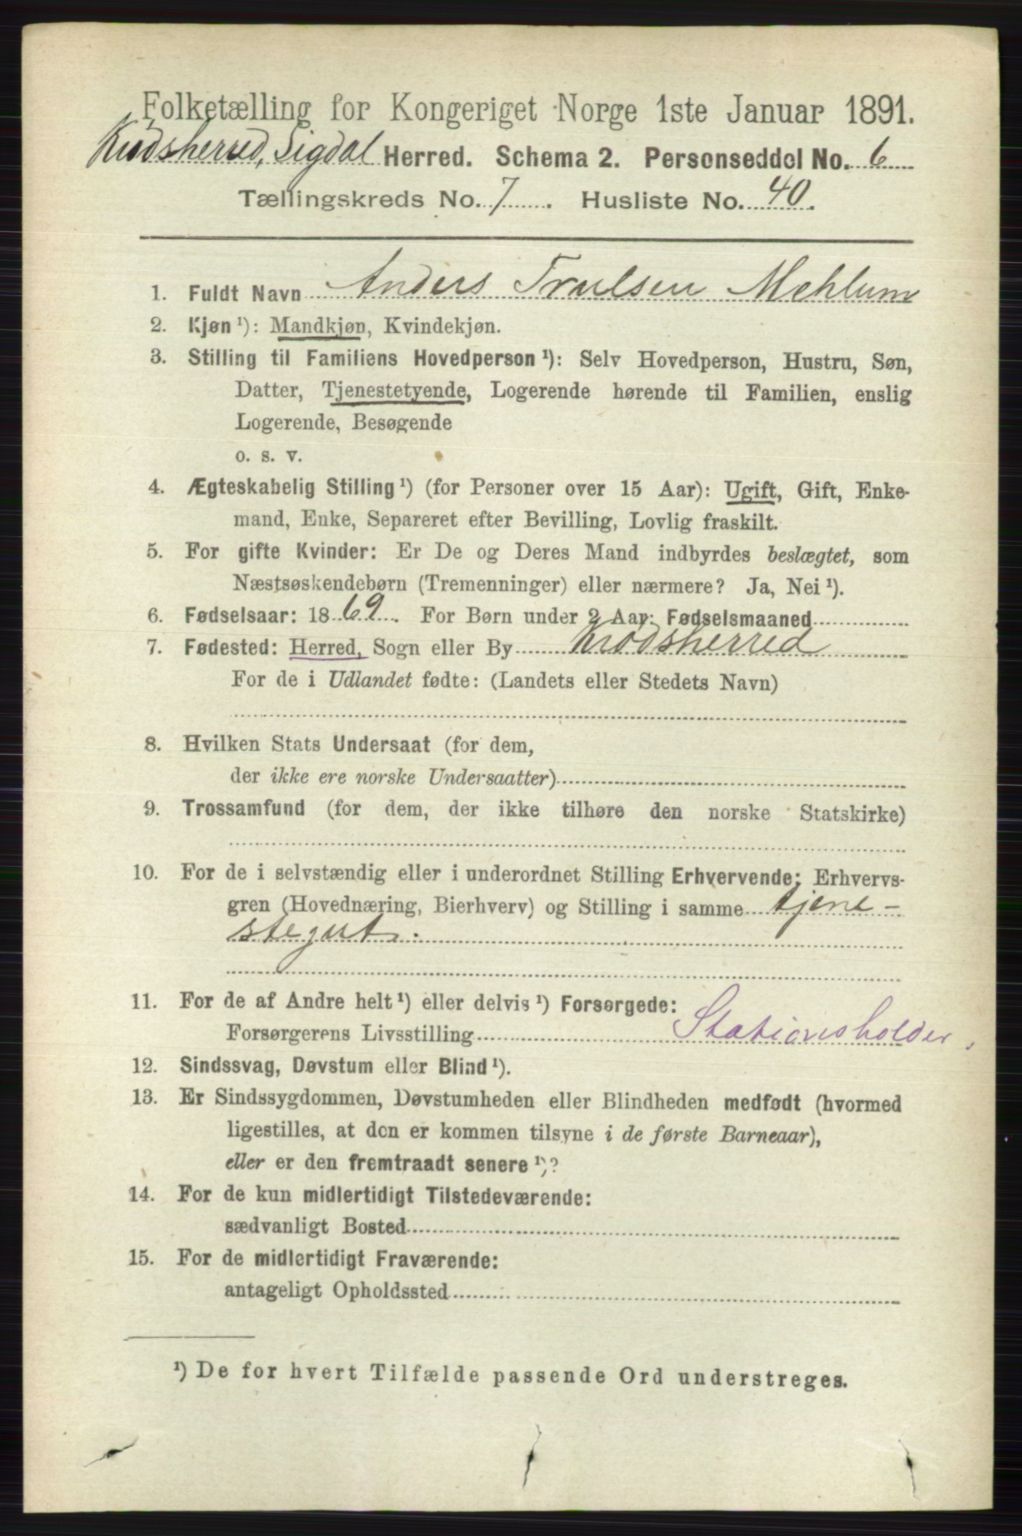 Folketælling for Kongeriget Norge 1ste Januar 1891.
Krødsherred, Sigdal Herred. Schema 2. Personseddel No. 6
Tællingskreds No. 7. Husliste No. 40.
1. Fuldt Navn Anders Trulsen Mehlum
2. Kjøn ¹): Mandkjøn, Kvindekjøn.
3. Stilling til Familiens Hovedperson ¹): Selv Hovedperson, Hustru, Søn,
Datter, Tjenestetyende, Logerende hørende til Familien, enslig
Logerende, Besøgende
o. s. v.
4. Ægteskabelig Stilling ¹) (for Personer over 15 Aar): Ugift, Gift, Enke-
mand, Enke, Separeret efter Bevilling, Lovlig fraskilt.
5. For gifte Kvinder: Er De og Deres Mand indbyrdes beslægtet, som
Næstsøskendebørn (Tremenninger) eller nærmere? Ja, Nei ¹).
6. Fødselsaar: 1869. For Børn under 2 Aar: Fødselsmaaned
7. Fødested: Herred, Sogn eller By Krødsherred
For de i Udlandet fødte: (Landets eller Stedets Navn)
8. Hvilken Stats Undersaat (for dem,
der ikke ere norske Undersaatter)
9. Trossamfund (for dem, der ikke tilhøre den norske Statskirke)
10. For de i selvstændig eller i underordnet Stilling Erhvervende: Erhvervs-
gren (Hovednæring, Bierhverv) og Stilling i samme tjene-
stegut.
11. For de af Andre helt ¹) eller delvis ¹) Forsørgede:
Forsørgerens Livsstilling Stationsholder.
12. Sindssvag, Døvstum eller Blind ¹).
13. Er Sindssygdommen, Døvstumheden eller Blindheden medfødt (hvormed
ligestilles, at den er kommen tilsyne i de første Barneaar),
eller er den fremtraadt senere ¹)?
14. For de kun midlertidigt Tilstedeværende:
sædvanligt Bosted
15. For de midlertidigt Fraværende:
antageligt Opholdssted
¹) De for hvert Tilfælde passende Ord understreges.